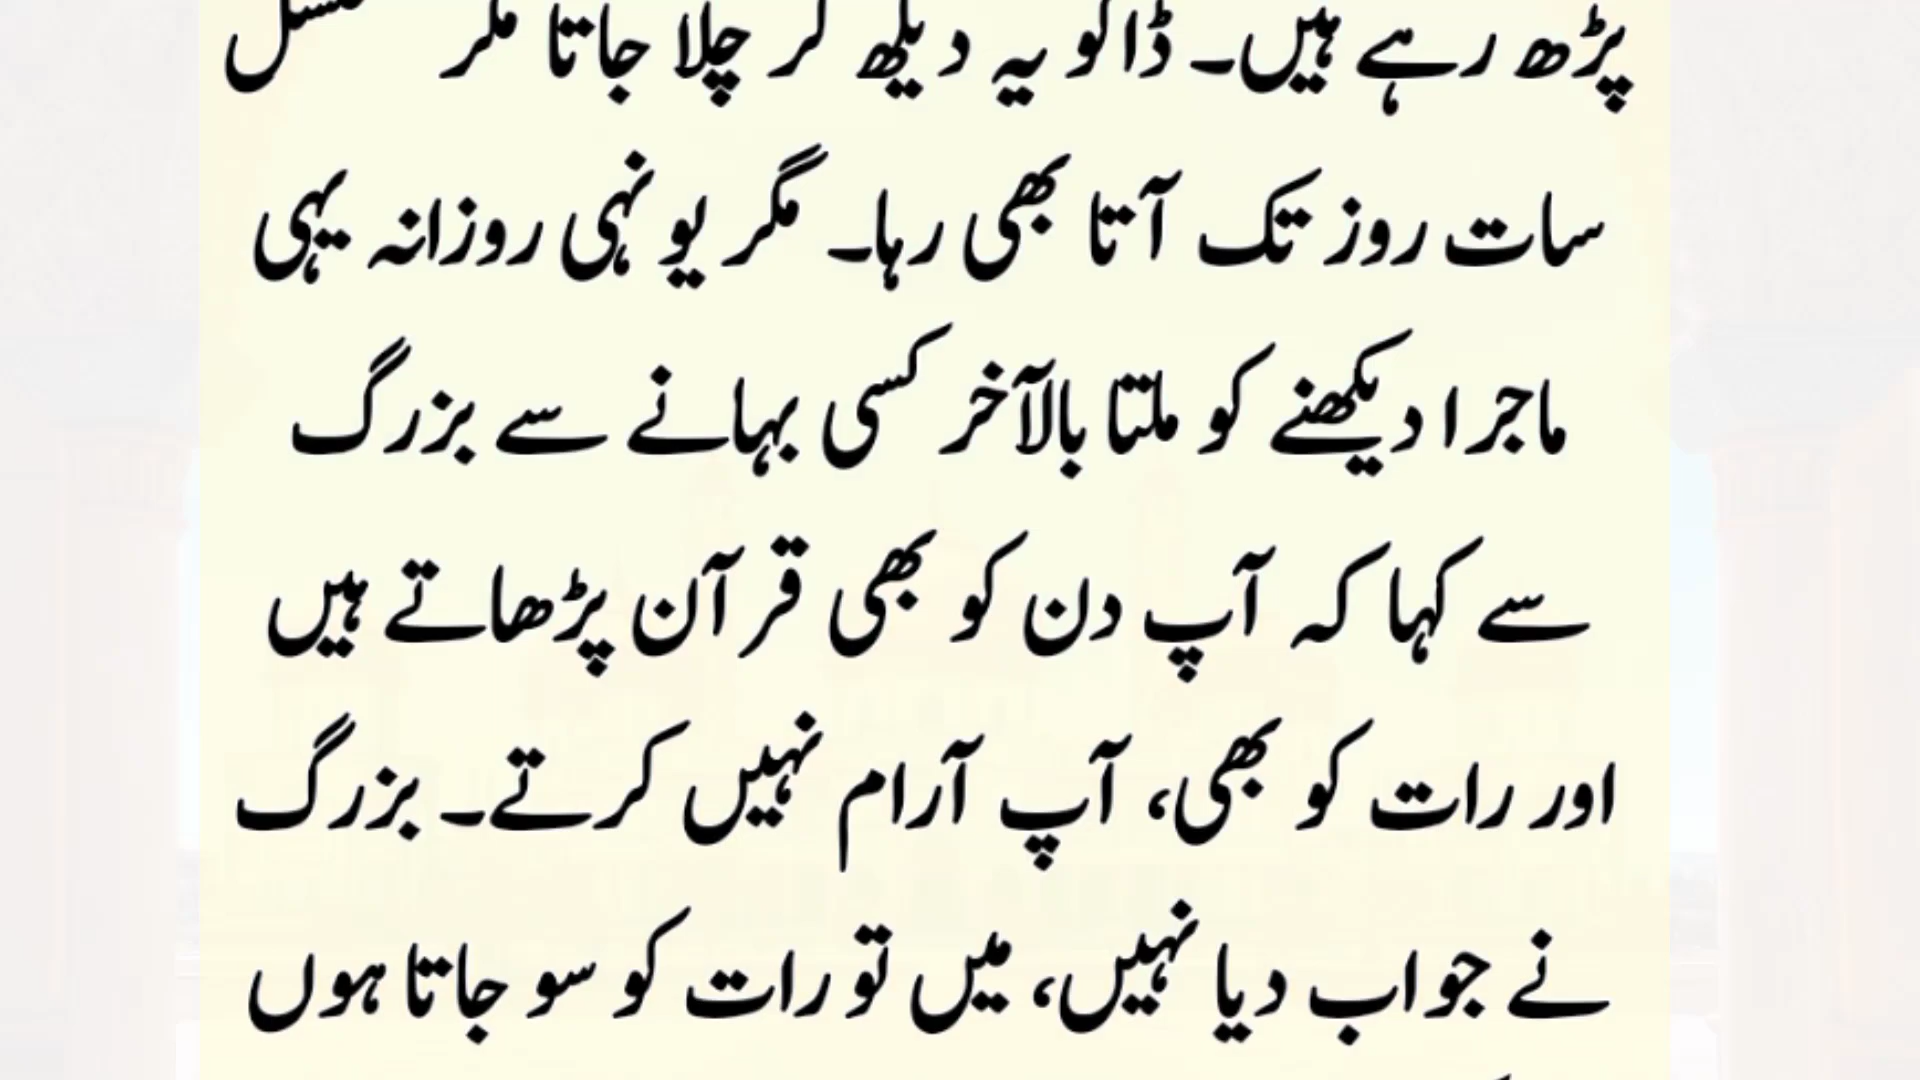 پڑھ رہے ہیں۔ ڈاکو یہ دیکھ کر چلا جاتا مگر مسلسل
سات روز تک آتا بھی رہا۔ مگر یونہی روزانہ یہی
ماجرا دیکھنے کو ملتا بالآخر کسی بہانے سے بزرگ
سے کہا کہ آپ دن کو بھی قرآن پڑھاتے ہیں
اور رات کو بھی، آپ آرام نہیں کرتے۔ بزرگ
نے جواب دیا نہیں، میں تو رات کو سو جاتا ہوں